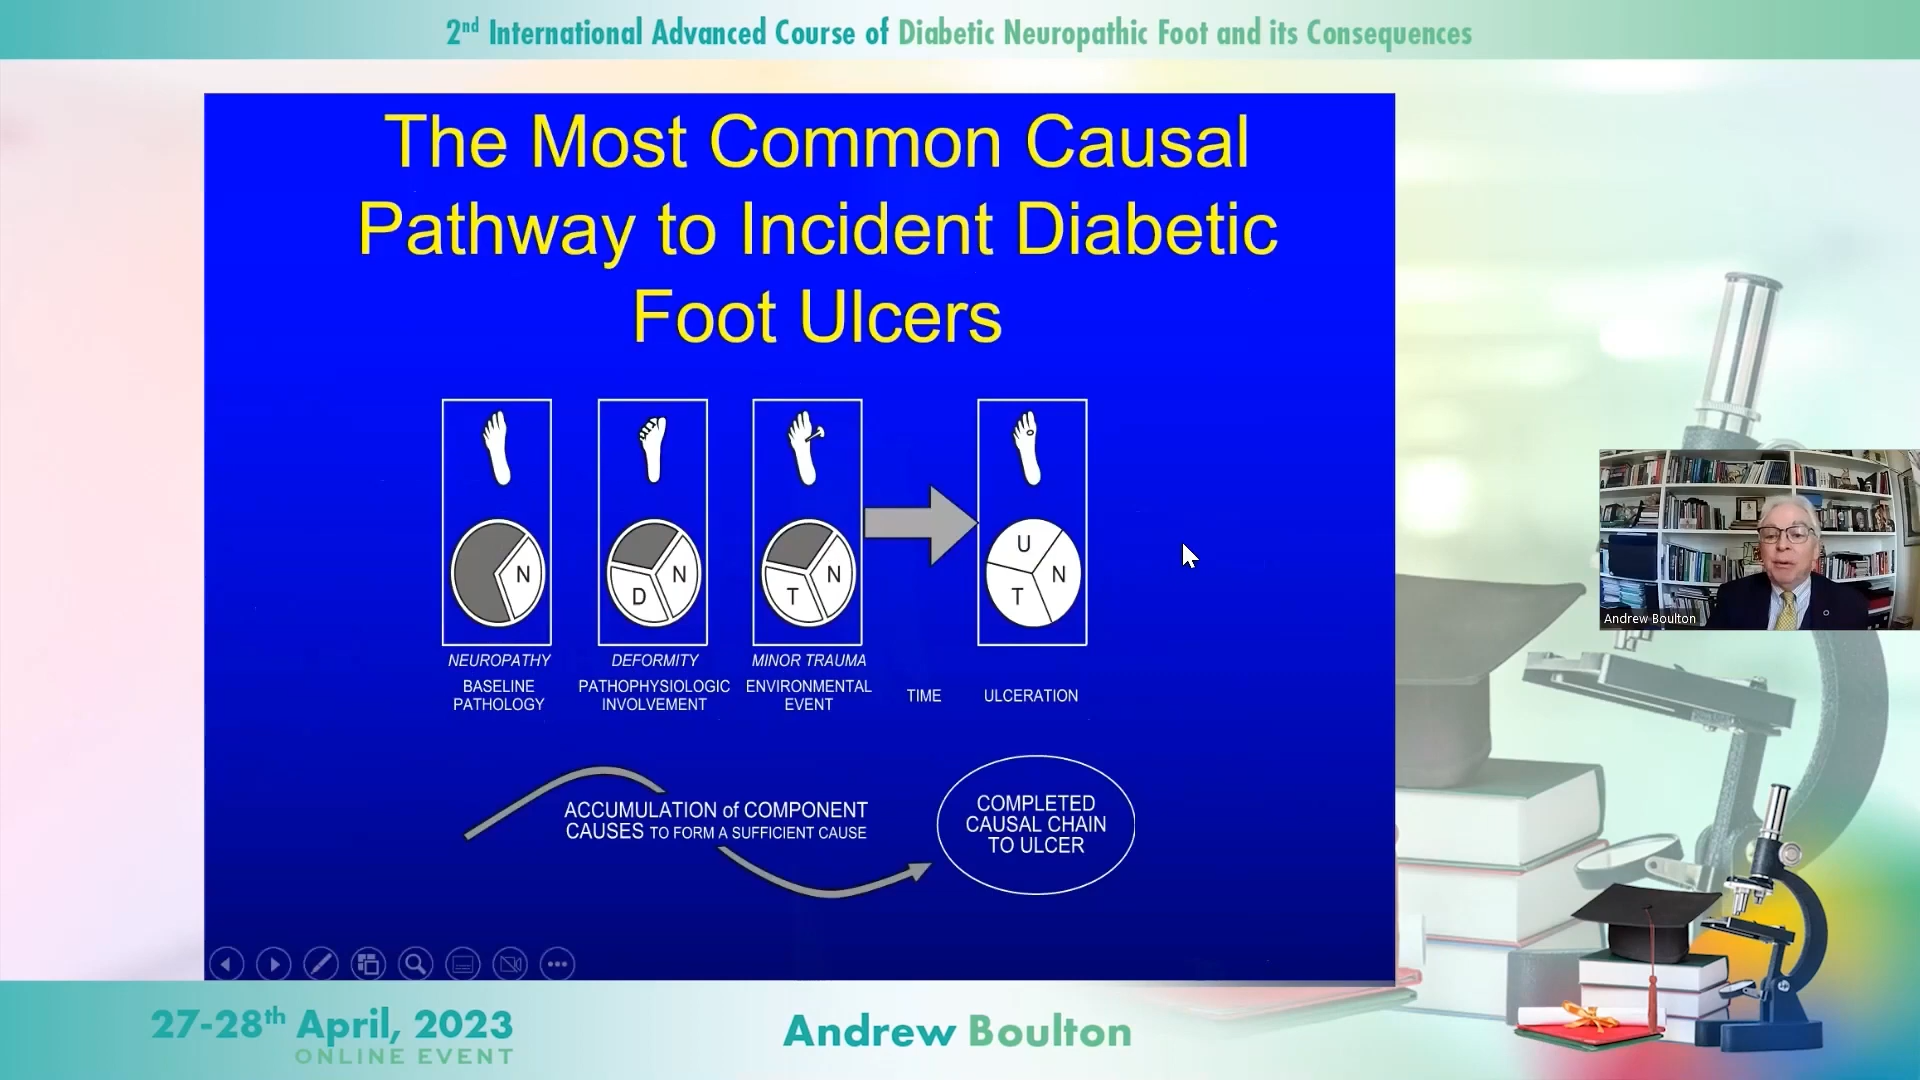 2nd International Advanced Course of Diabetic Neuropathic Foot and its Consequences
The Most Common Causal
Pathway to Incident Diabetic
Foot Ulcers
N
D N
T N
U
N
T
NEUROPATHY
BASELINE
PATHOLOGY
DEFORMITY
PATHOPHYSIOLOGIC
INVOLVEMENT
MINOR TRAUMA
ENVIRONMENTAL
EVENT
TIME
ULCERATION
ACCUMULATION of COMPONENT
CAUSES TO FORM A SUFFICIENT CAUSE
COMPLETED
CAUSAL CHAIN
TO ULCER
Andrew Boulton
27-28th April, 2023
ONLINE EVENT
Andrew Boulton